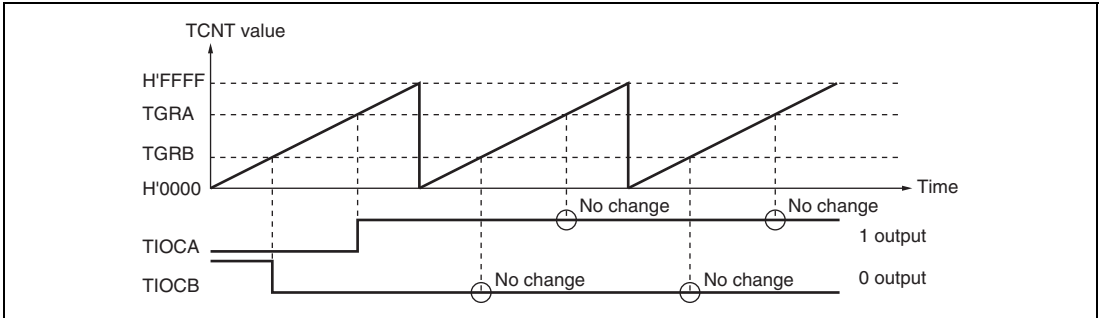 TCNT value
H'FFFF
TGRA
TGRB
H'0000
Time
No change
No change
TIOCA
1 output
TIOCB
No change
No change
0 output